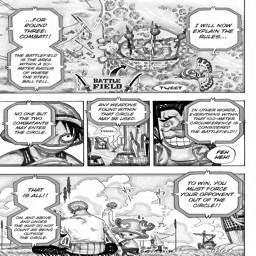 I WILL NOW
EXPLAIN THE
RULES...
...FOR
ROUND
THREE:
COMBAT!!
THE BATTLEFIELD
IS THE AREA
WITHIN A 50-
METER RADIUS
OF WHERE
THE STEEL
BALL FELL.
BATTLE
FIELD
TWEET
IN OTHER WORDS,
EVERYTHING WITHIN
THAT 50-METER
CIRCUMFERENCE IS
CONSIDERED
THE
BATTLEFIELD!!
FEH
HEH!
ANY WEAPONS
FOUND WITHIN
THAT CIRCLE
MAY BE USED.
NO ONE BUT
THE TWO
COMBATANTS
MAY ENTER
THE CIRCLE.
TO WIN, YOU
MUST FORCE
YOUR OPPONENT
OUT OF THE
CIRCLE!!
THAT
IS ALL!!
OH, AND ABOVE
AND UNDER
THE
DO NOT
COUNT AS BEING
OUTSIDE
THE
CIRCLE.